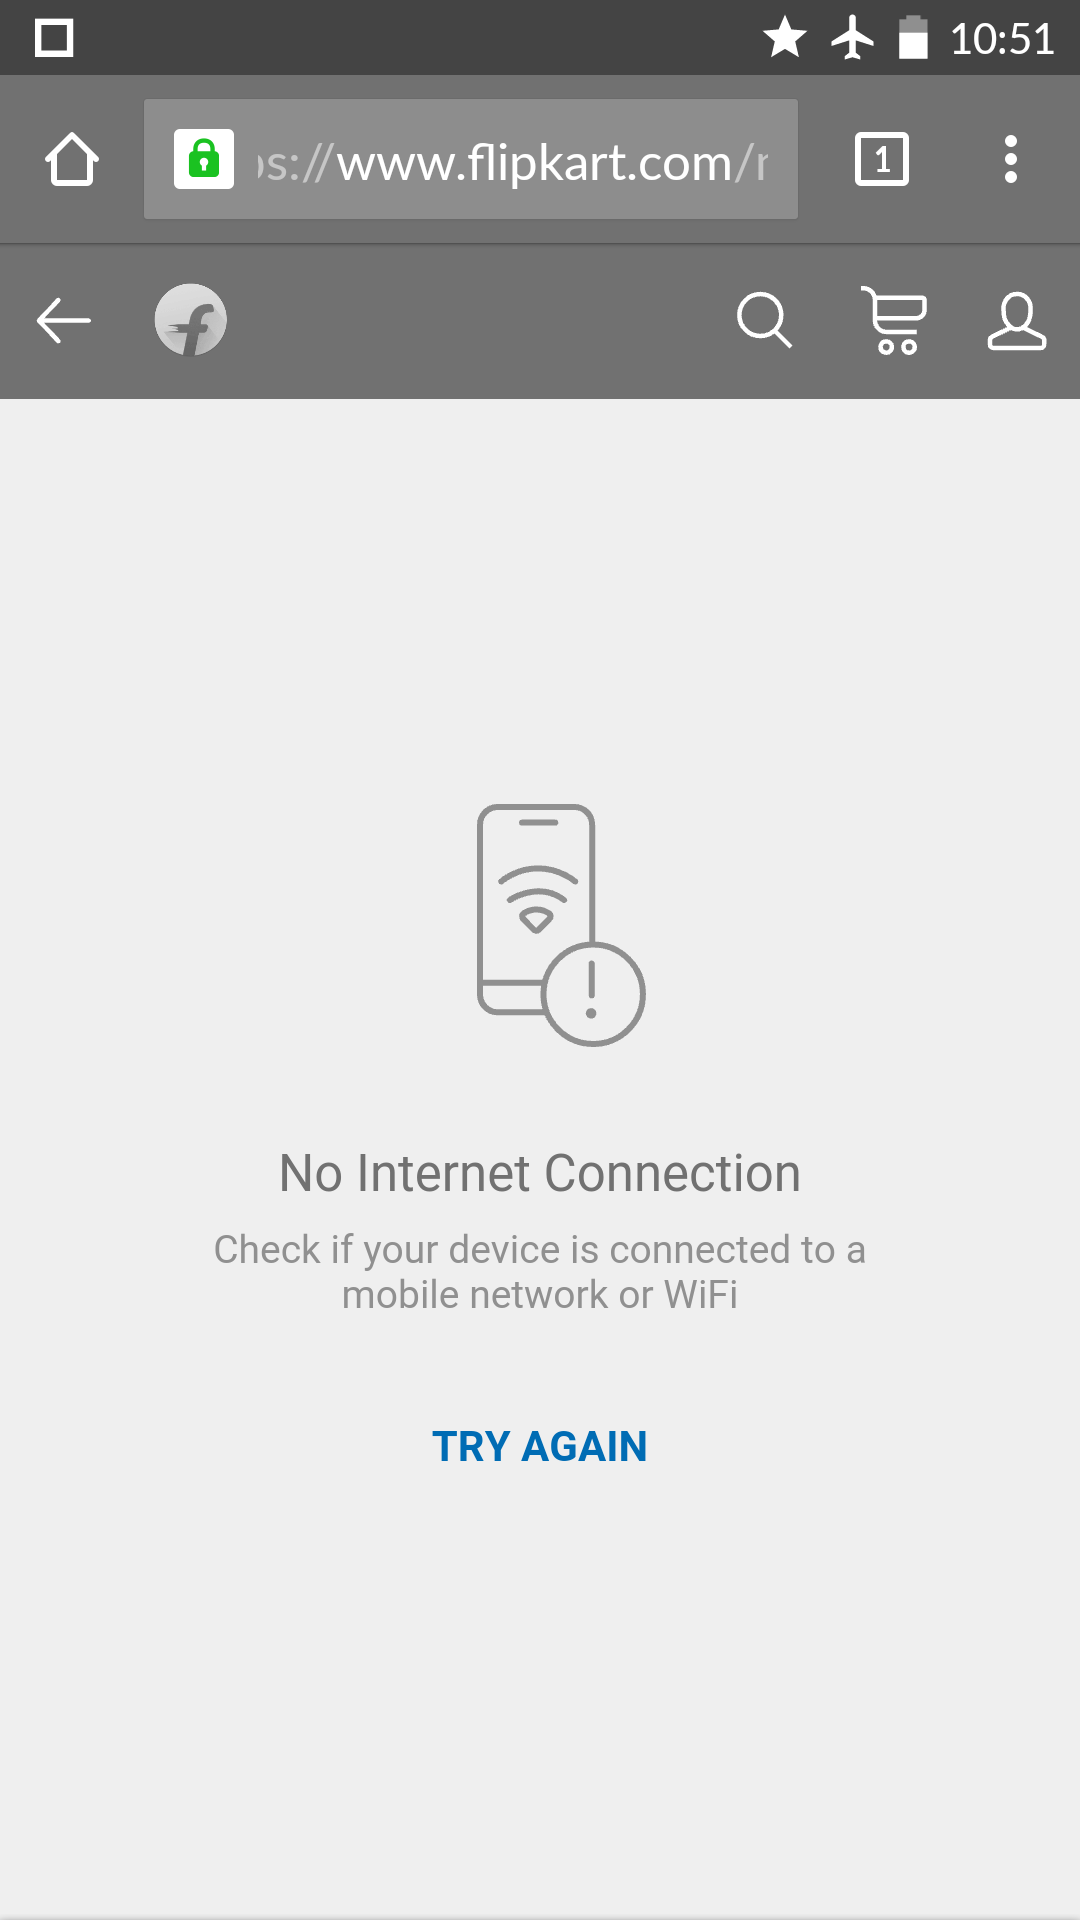 10:51
s://www.flipkart.com/
1
f
No Internet Connection
Check if your device is connected to a
mobile network or WiFi
TRY AGAIN